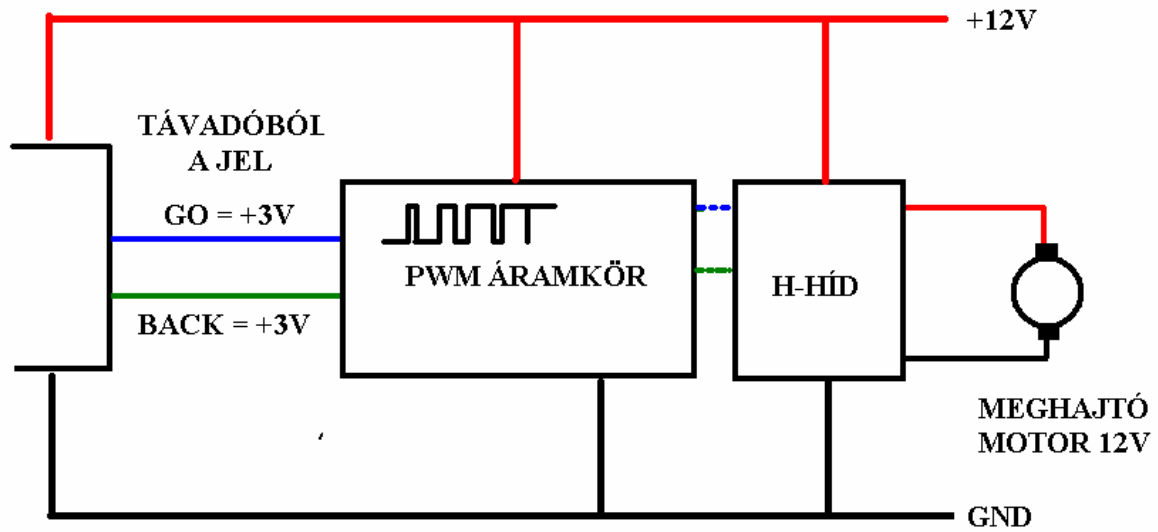 +12V
TÁVADÓBÓL
A JEL
GO = +3V
BACK = +3V
PWM ÁRAMKÖR
H-HÍD
MEGHAJTÓ
MOTOR 12V
GND